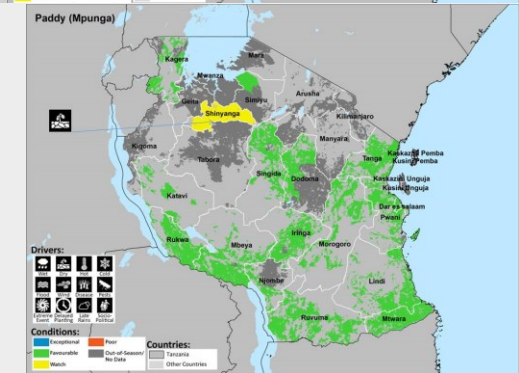 Paddy (Mpunga)
Kagera
Mara
Mwanza
Geita
Simiyu
Arusha
Shinyanga
Kilimanjaro
Kigoma
Manyara
Tabora
Tanga
Kaskazini Pemba
Kusini Pemba
Singida
Dodoma
Kaskazini Unguja
Kusini Unguja
Katavi
Dar es salaam
Pwani
Rukwa
Iringa
Mbeya
Morogoro
Lindi
Njombe
Ruvuma
Mtwara
Drivers:
Wet
Dry
Hot
Cold
Flood
Wind
Disease
Pests
Extreme Event
Delayed Planting
Late Rains
Socio-Political
Conditions:
Exceptional
Poor
Favourable
Out-of-Season/
No Data
Watch
Countries:
Tanzania
Other Countries